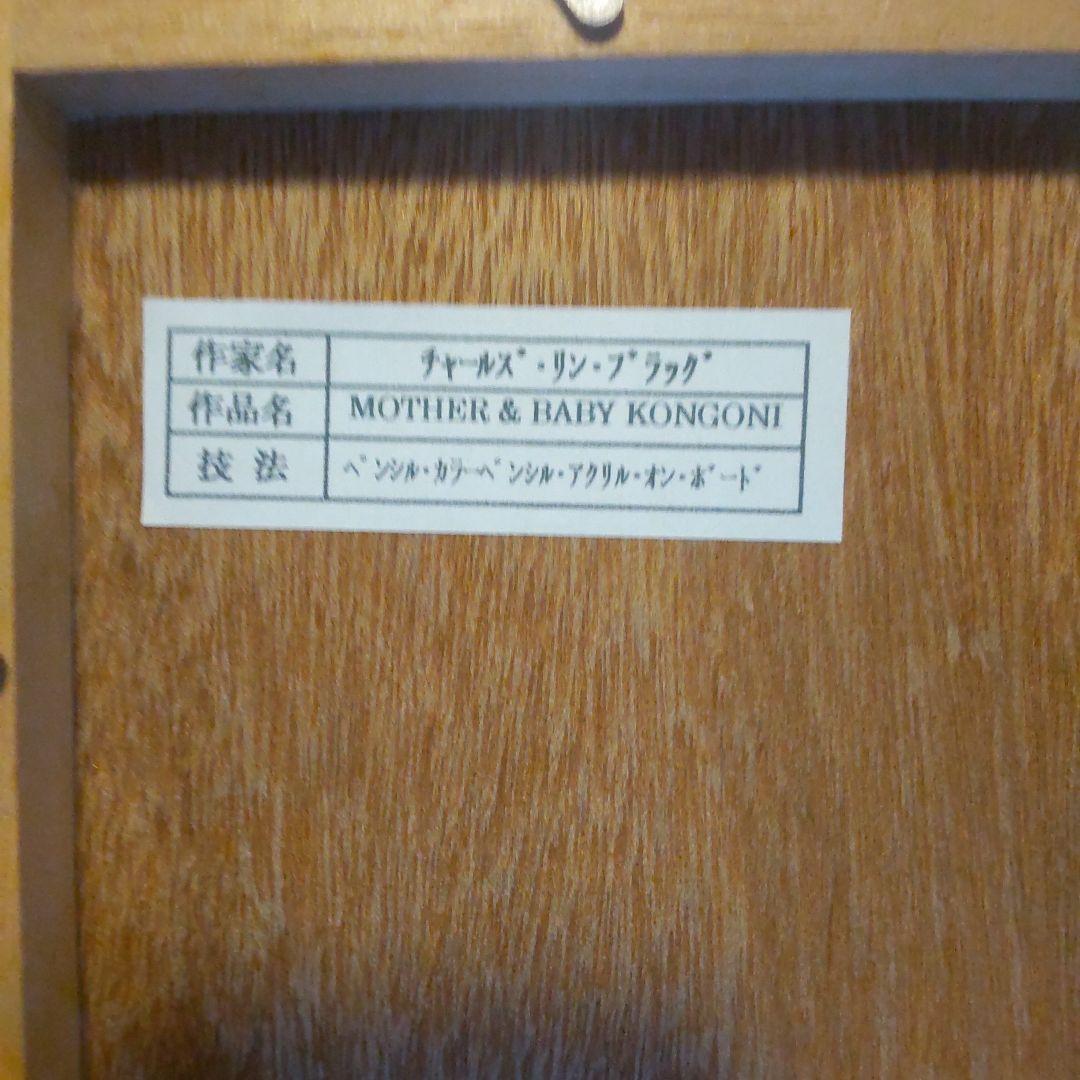 作家名 ﾁｬｰﾙｽﾞ･ﾘﾝ･ﾌﾞﾗｯｸﾞ
作品名 MOTHER & BABY KONGONI
技 法 ﾍﾟﾝｼﾙ･ｶﾗｰﾍﾟﾝｼﾙ･ｱｸﾘﾙ･ｵﾝ･ﾎﾞｰﾄﾞ